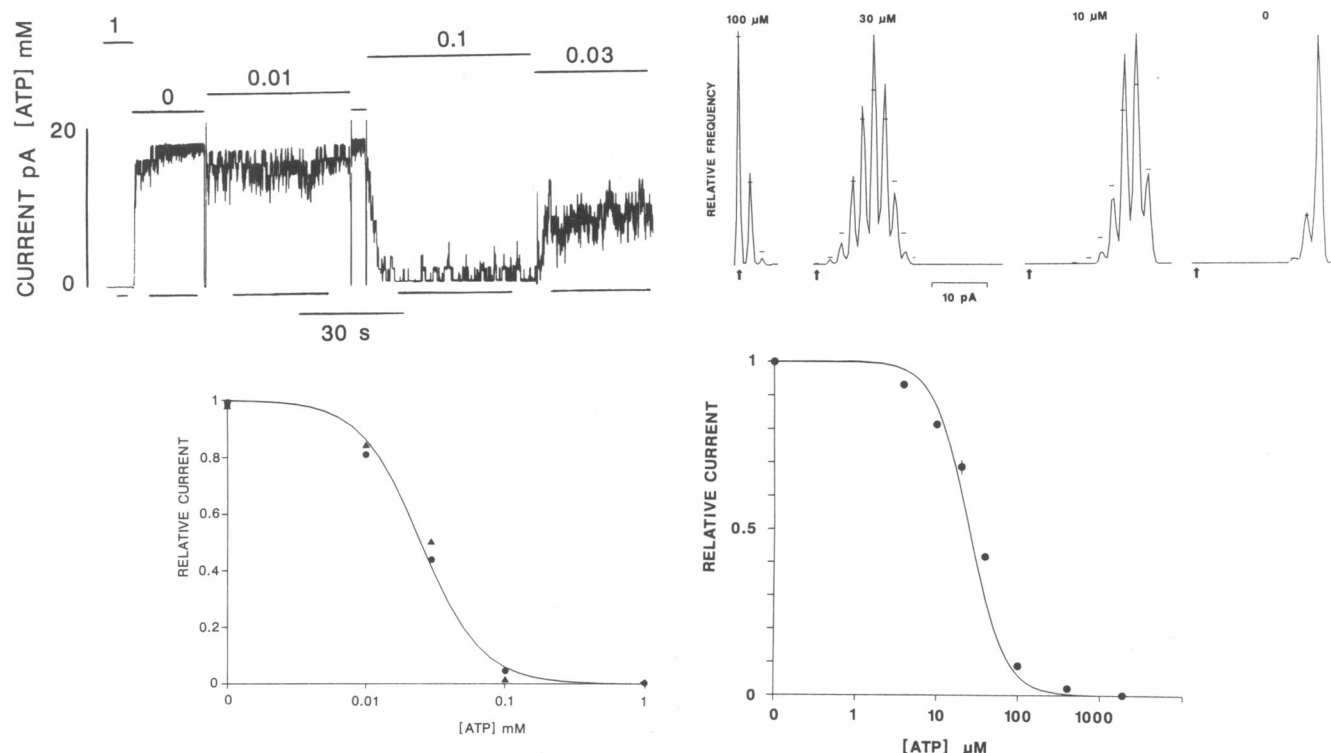 [ATP] mM
1
0
0.01
0.1
0.03
CURRENT pA
20
0
30 s
100 µM
30 µM
10 µM
0
RELATIVE FREQUENCY
10 pA
RELATIVE CURRENT
1
0.8
0.6
0.4
0.2
0
0 0.01 0.1 1
[ATP] mM
RELATIVE CURRENT
1
0.5
0
0 1 10 100 1000
[ATP] µM